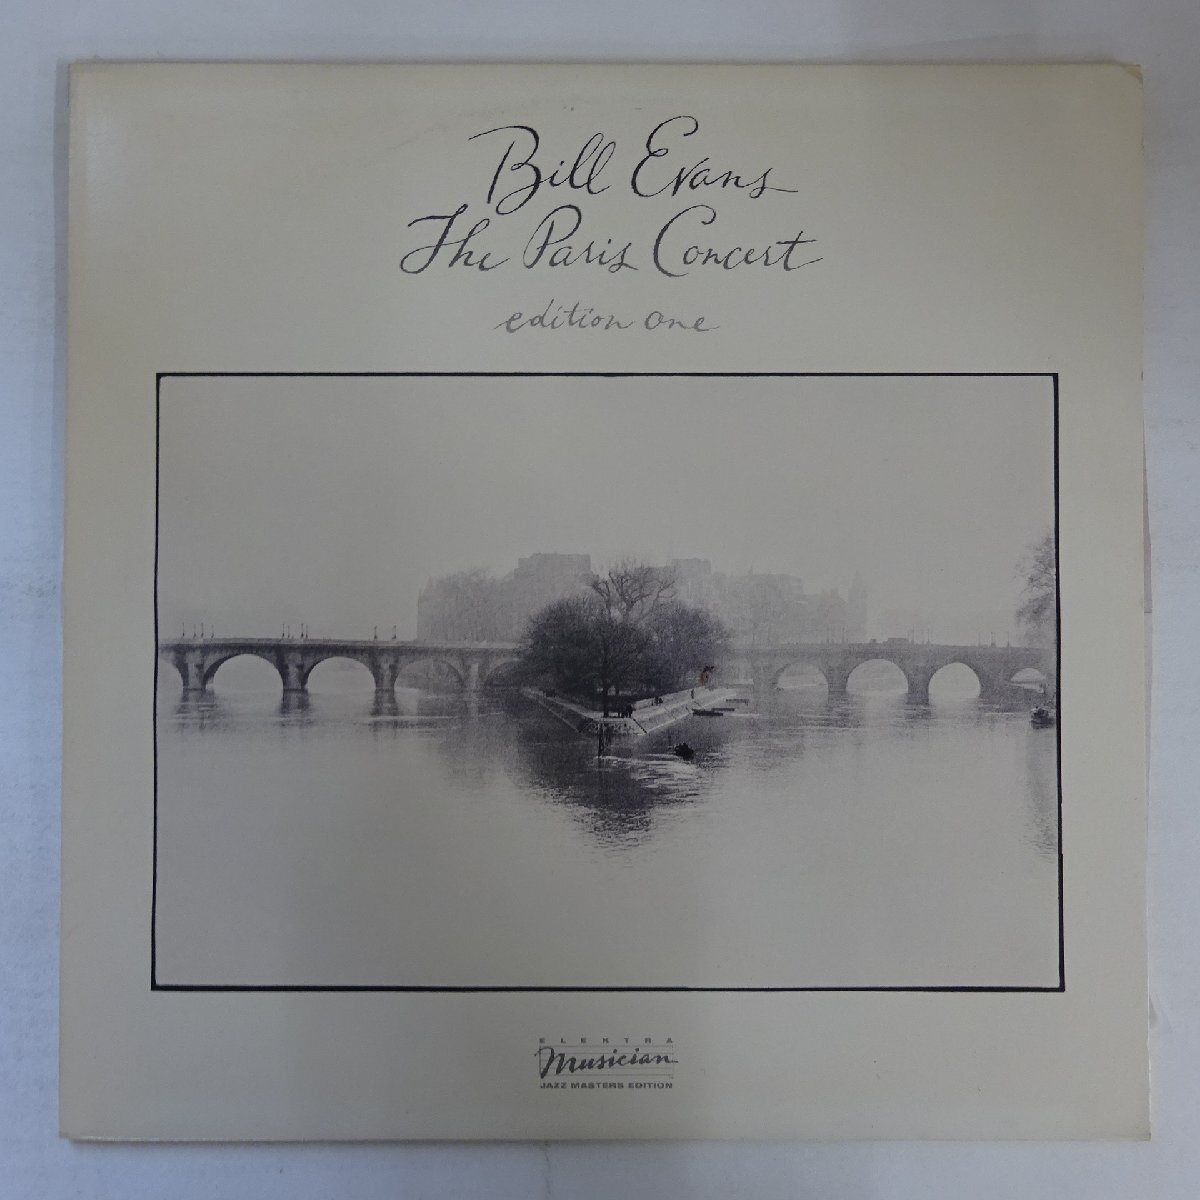 Bill Evans
The Paris Concert
edition one
ELEKTRA
Musician
JAZZ MASTERS EDITION